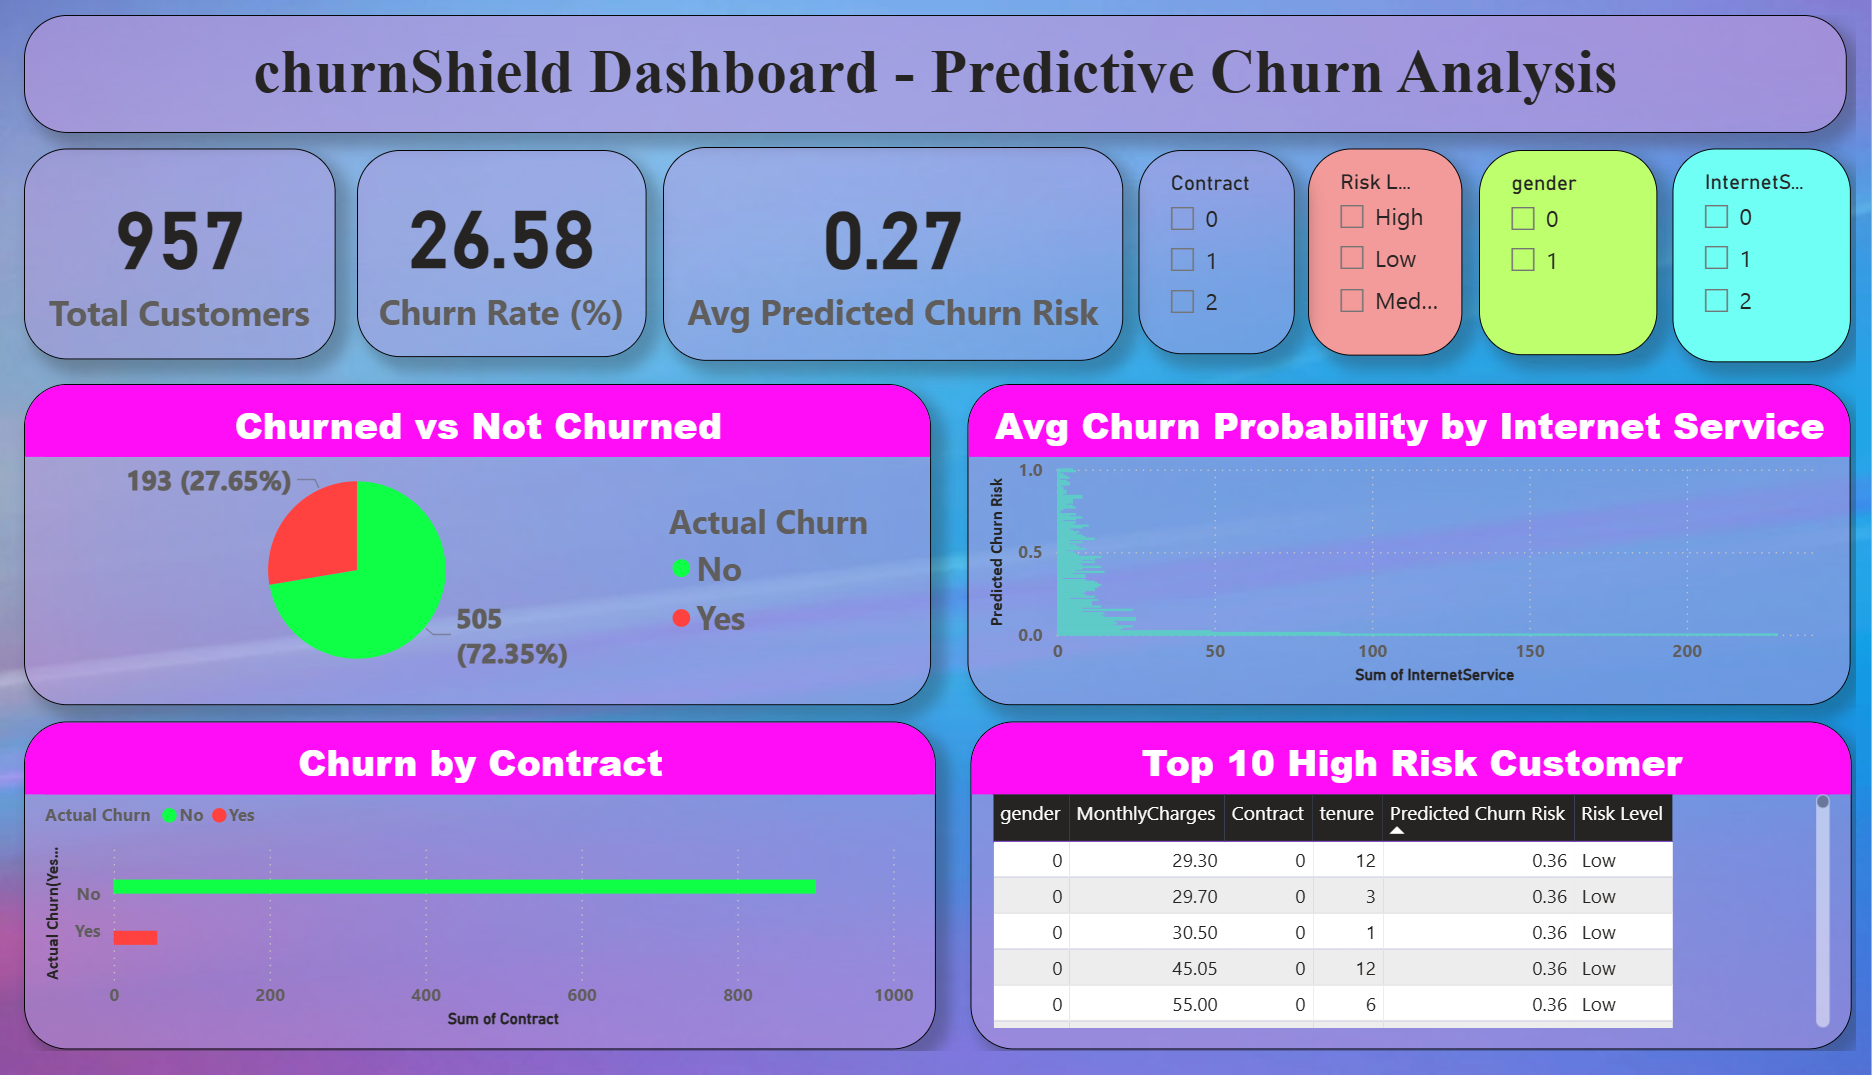 churnShield Dashboard - Predictive Churn Analysis
957
Total Customers
26.58
Churn Rate (%)
0.27
Avg Predicted Churn Risk
Contract
0
1
2
Risk L...
High
Low
Med...
gender
0
1
InternetS...
0
1
2
Churned vs Not Churned
193 (27.65%)
505
(72.35%)
Actual Churn
No
Yes
Avg Churn Probability by Internet Service
Predicted Churn Risk
1.0
0.5
0.0
0 50 100 150 200
Sum of InternetService
Churn by Contract
Actual Churn No Yes
Actual Churn(Yes...
No
Yes
0 200 400 600 800 1000
Sum of Contract
Top 10 High Risk Customer
gender MonthlyCharges Contract tenure Predicted Churn Risk Risk Level
0 29.30 0 12 0.36 Low
0 29.70 0 3 0.36 Low
0 30.50 0 1 0.36 Low
0 45.05 0 12 0.36 Low
0 55.00 0 6 0.36 Low